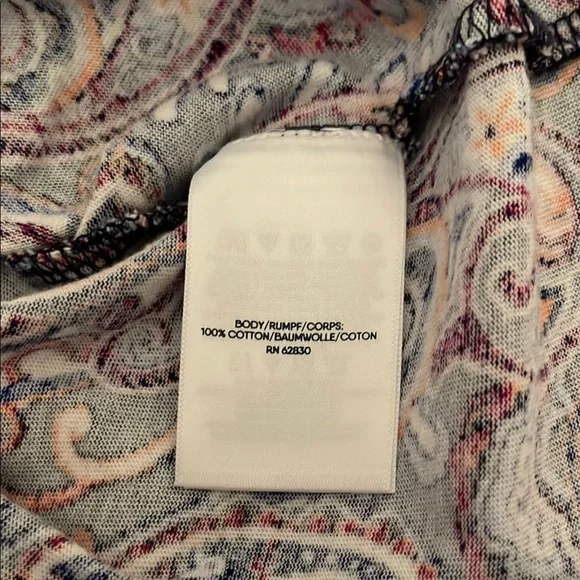 BODY/RUMPF/CORPS:
100% COTTON/BAUMWOLLE/COTON
RN 62830